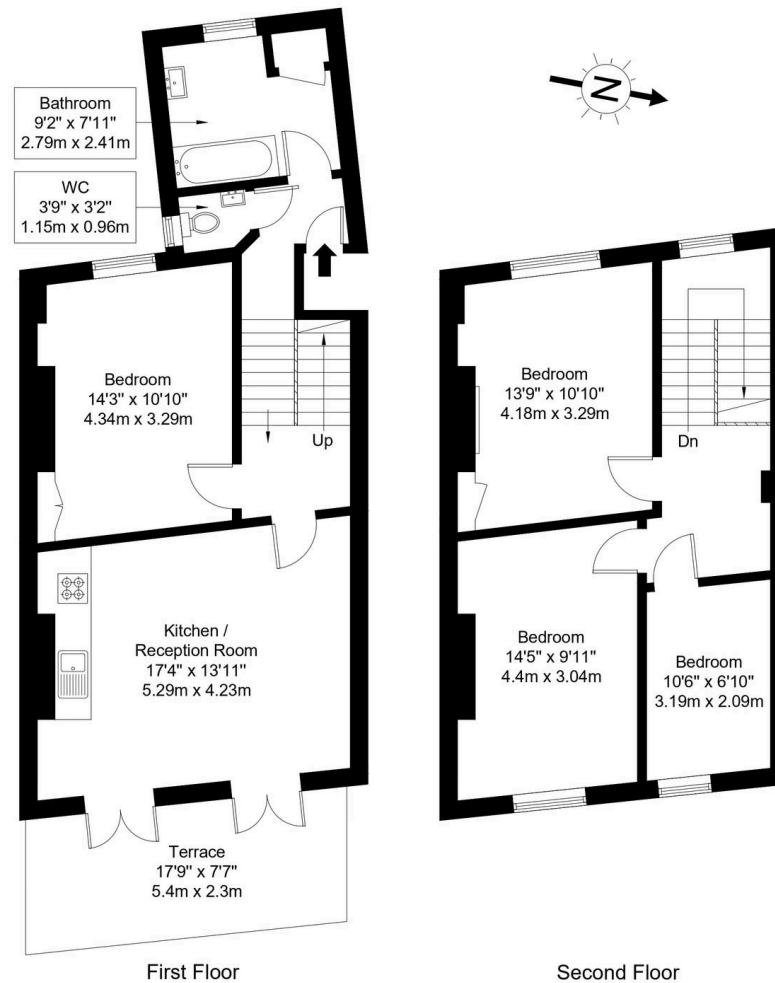 Bathroom
9'2" x 7'11"
2.79m x 2.41m
WC
3'9" x 3'2"
1.15m x 0.96m
N
Bedroom
14'3" x 10'10"
4.34m x 3.29m
Up
Kitchen /
Reception Room
17'4" x 13'11"
5.29m x 4.23m
Terrace
17'9" x 7'7"
5.4m x 2.3m
First Floor
Bedroom
13'9" x 10'10"
4.18m x 3.29m
Dn
Bedroom
14'5" x 9'11"
4.4m x 3.04m
Bedroom
10'6" x 6'10"
3.19m x 2.09m
Second Floor